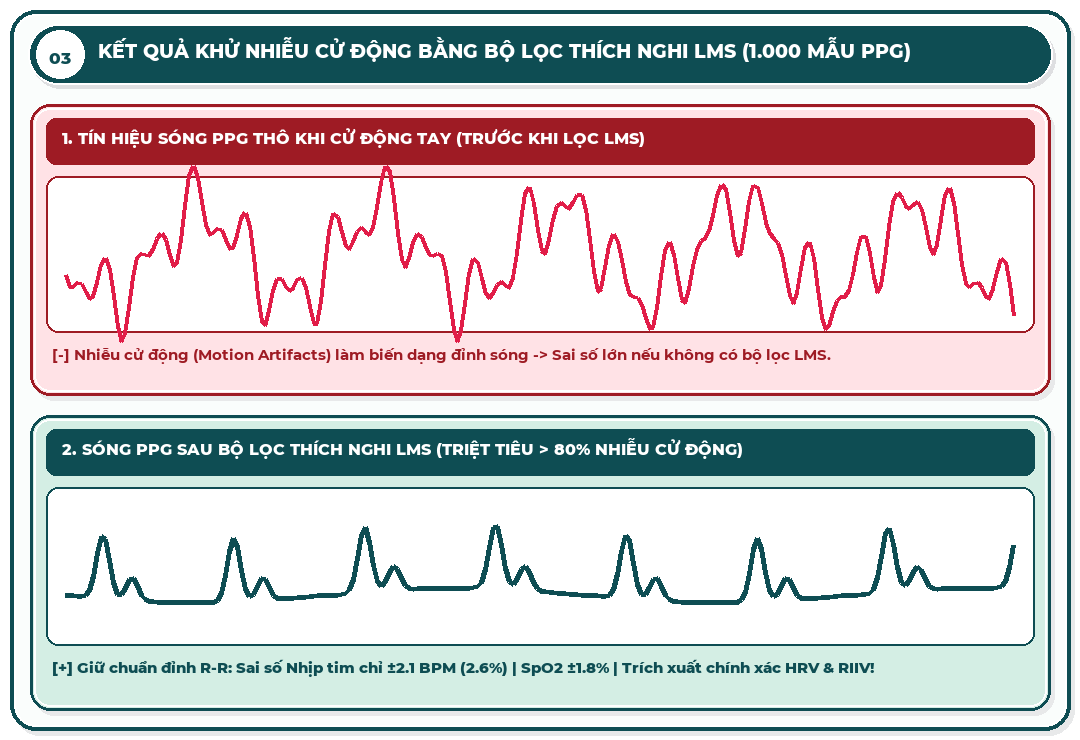 03
KẾT QUẢ KHỬ NHIỄU CỬ ĐỘNG BẰNG BỘ LỌC THÍCH NGHI LMS (1.000 MẪU PPG)
1. TÍN HIỆU SÓNG PPG THÔ KHI CỬ ĐỘNG TAY (TRƯỚC KHI LỌC LMS)
[-] Nhiễu cử động (Motion Artifacts) làm biến dạng đỉnh sóng -> Sai số lớn nếu không có bộ lọc LMS.
2. SÓNG PPG SAU BỘ LỌC THÍCH NGHI LMS (TRIỆT TIÊU > 80% NHIỄU CỬ ĐỘNG)
[+] Giữ chuẩn đỉnh R-R: Sai số Nhịp tim chỉ ±2.1 BPM (2.6%) | SpO2 ±1.8% | Trích xuất chính xác HRV & RIIV!